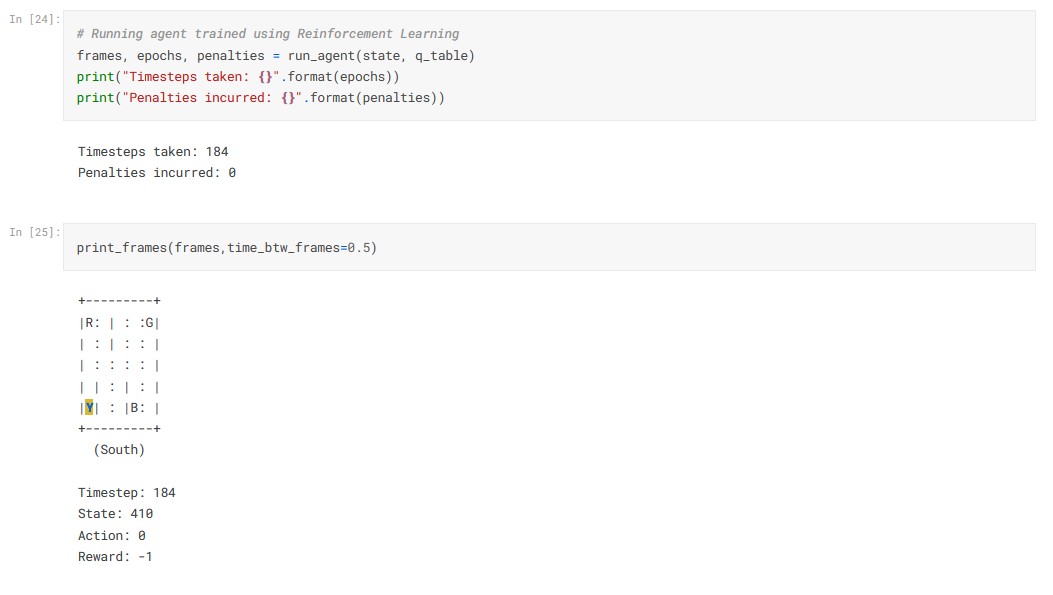 In [24]:
# Running agent trained using Reinforcement Learning
frames, epochs, penalties = run_agent(state, q_table)
print("Timesteps taken: {}".format(epochs))
print("Penalties incurred: {}".format(penalties))
Timesteps taken: 184
Penalties incurred: 0
In [25]:
print_frames(frames,time_btw_frames=0.5)
+---------+
|R: | : :G|
| : | : : |
| : : : : |
| | : | : |
|Y| : |B: |
+---------+
  (South)
Timestep: 184
State: 410
Action: 0
Reward: -1